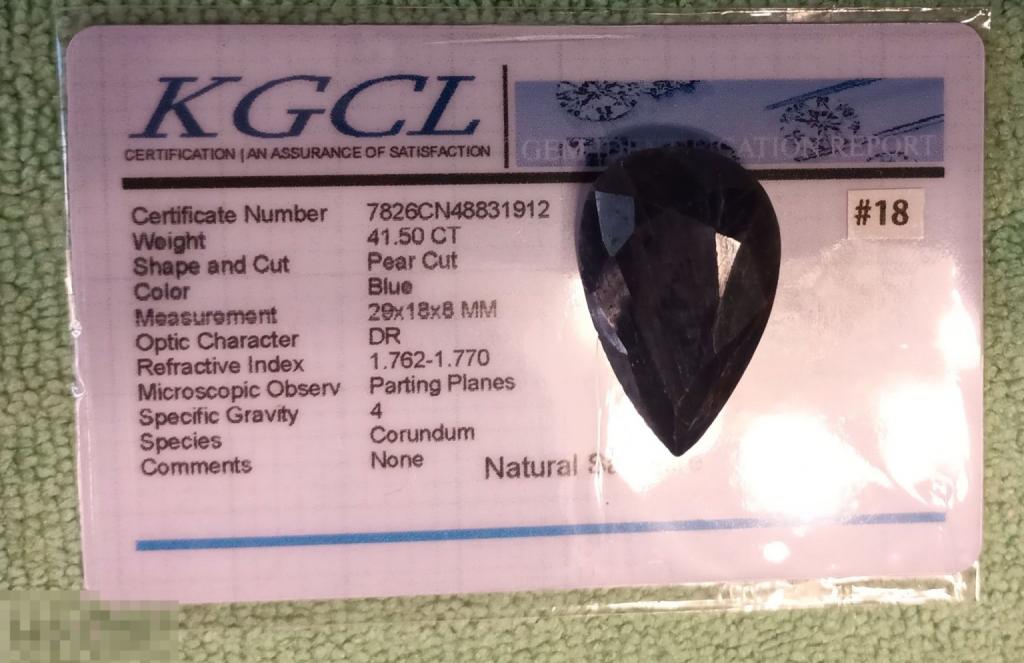 KGCL
CERTIFICATION | AN ASSURANCE OF SATISFACTION
REPORT
#18
Certificate Number 7826CN48831912
Weight 41.50 CT
Shape and Cut Pear Cut
Color Blue
Measurement 29x18x8 MM
Optic Character DR
Refractive Index 1.762-1.770
Microscopic Observ Parting Planes
Specific Gravity 4
Species Corundum
Comments None
Natural